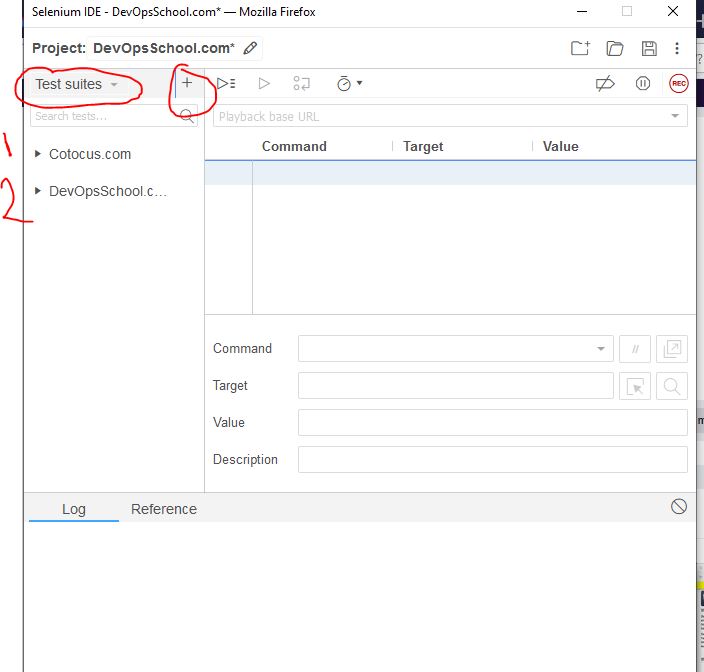 Selenium IDE - DevOpsSchool.com* — Mozilla Firefox
Project: DevOpsSchool.com*
Test suites
+
REC
Search tests...
Playback base URL
Command Target Value
1
Cotocus.com
2
DevOpsSchool.c...
Command
//
Target
Value
Description
Log Reference